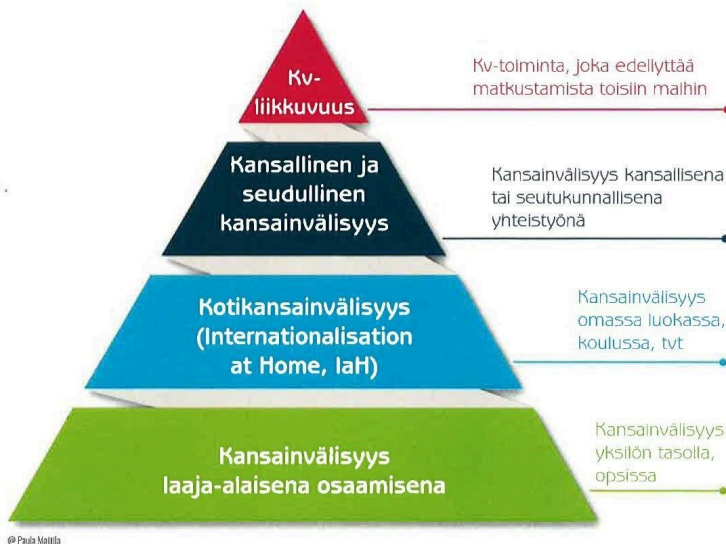 Kv-
liikkuvuus
Kv-toiminta, joka edellyttää
matkustamista toisiin maihin
Kansallinen ja
seudullinen
kansainvälisyys
Kansainvälisyys kansallisena
tai seutukunnallisena
yhteistyönä
Kotikansainvälisyys
(Internationalisation
at Home, IaH)
Kansainvälisyys
omassa luokassa,
koulussa, tvt
Kansainvälisyys
laaja-alaisena osaamisena
Kansainvälisyys
yksilön tasolla,
opsissa
@ Paula Mattila